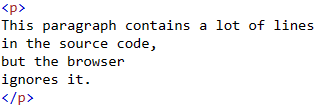 <p>
This paragraph contains a lot of lines
in the source code,
but the browser
ignores it.
</p>